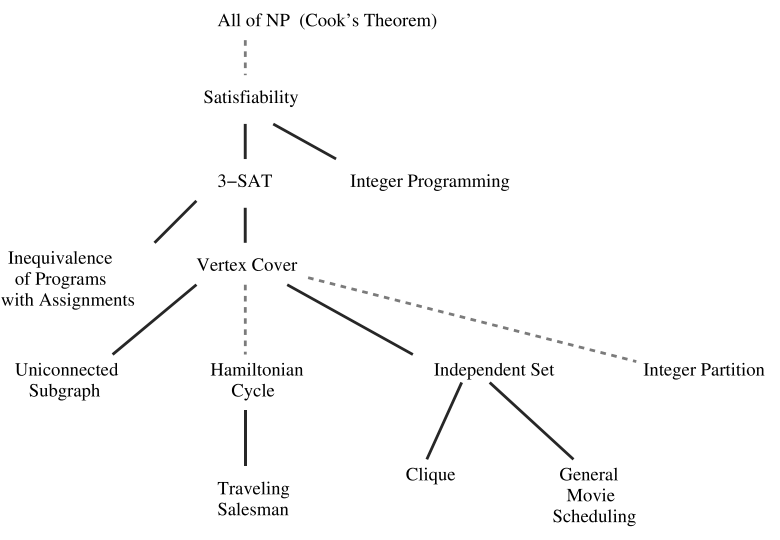 All of NP (Cook's Theorem)
Satisfiability
3−SAT
Integer Programming
Inequivalence
of Programs
with Assignments
Vertex Cover
Uniconnected
Subgraph
Hamiltonian
Cycle
Independent Set
Integer Partition
Traveling
Salesman
Clique
General
Movie
Scheduling